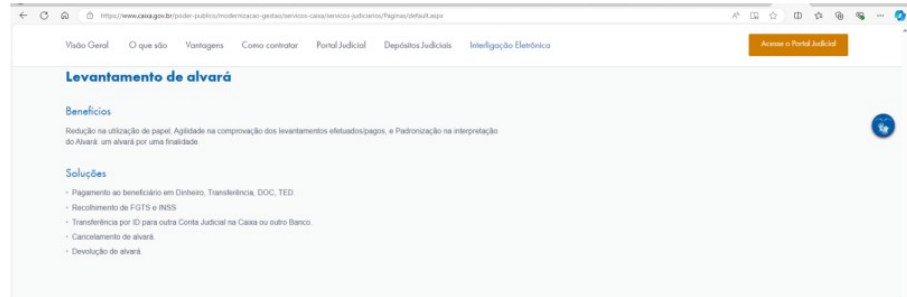 https://www.caixa.gov.br/poder-publico/modernizacao-gestao/servicos-caixa/servicos-judiciarios/Paginas/default.aspx
Visão Geral O que são Vantagens Como contratar Portal Judicial Depósitos Judiciais Interligação Eletrônica Acesse o Portal Judicial
Levantamento de alvará
Benefícios
Redução na utilização de papel, Agilidade na comprovação dos levantamentos efetuados/pagos, e Padronização na interpretação
do Alvará: um alvará por uma finalidade.
Soluções
- Pagamento ao beneficiário em Dinheiro, Transferência, DOC, TED.
- Recolhimento de FGTS e INSS.
- Transferência por ID para outra Conta Judicial na Caixa ou outro Banco.
- Cancelamento de alvará.
- Devolução de alvará.